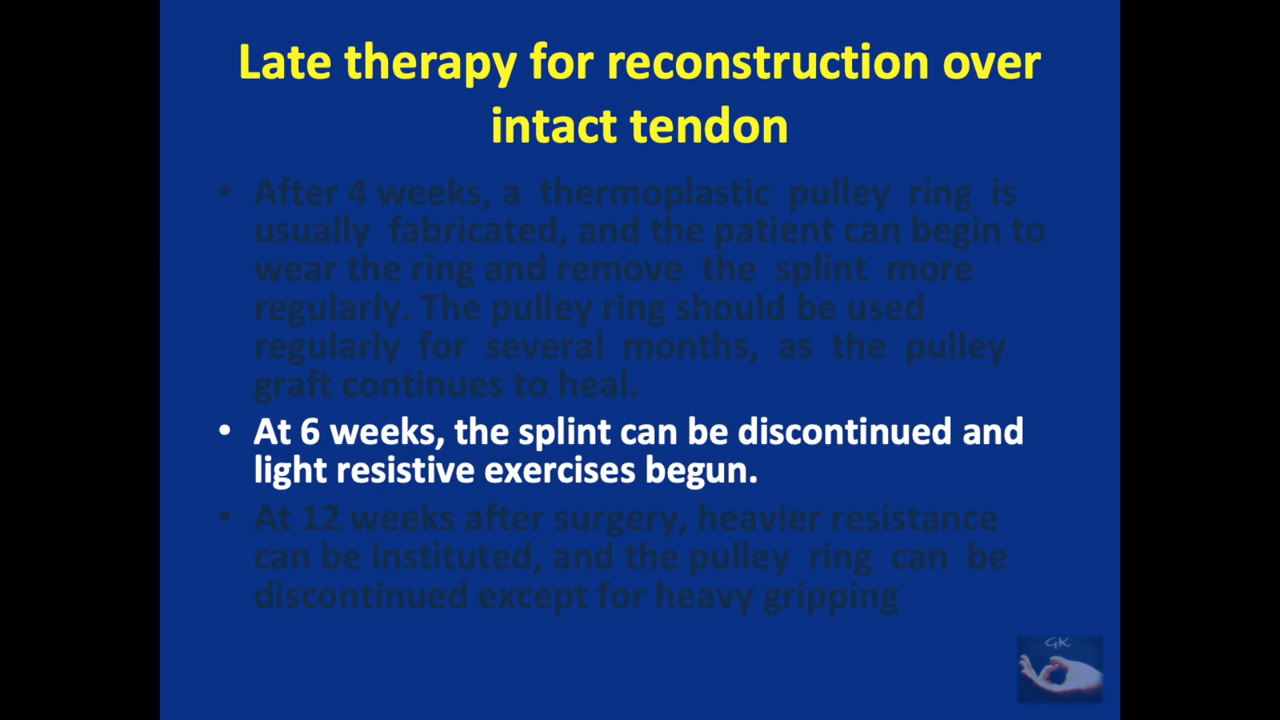 Late therapy for reconstruction over
intact tendon
• After 4 weeks, a thermoplastic pulley ring is
usually fabricated, and the patient can begin to
wear the ring and remove the splint more
regularly. The pulley ring should be used
regularly for several months, as the pulley
graft continues to heal.
• At 6 weeks, the splint can be discontinued and
light resistive exercises begun.
• At 12 weeks after surgery, heavier resistance
can be instituted, and the pulley ring can be
discontinued except for heavy gripping
GK